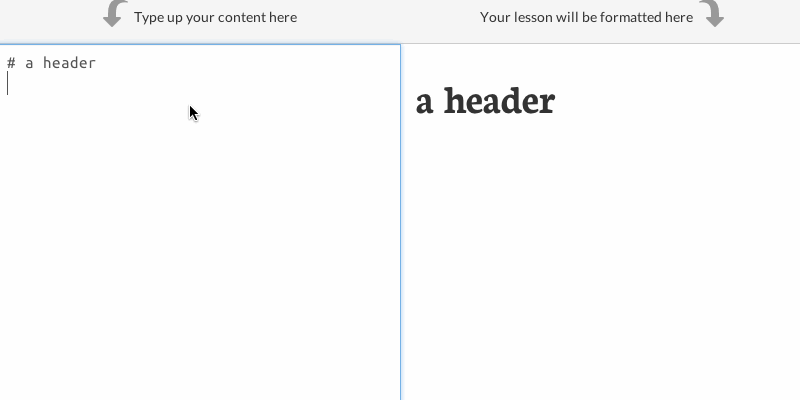 Type up your content here
Your lesson will be formatted here
# a header
a header